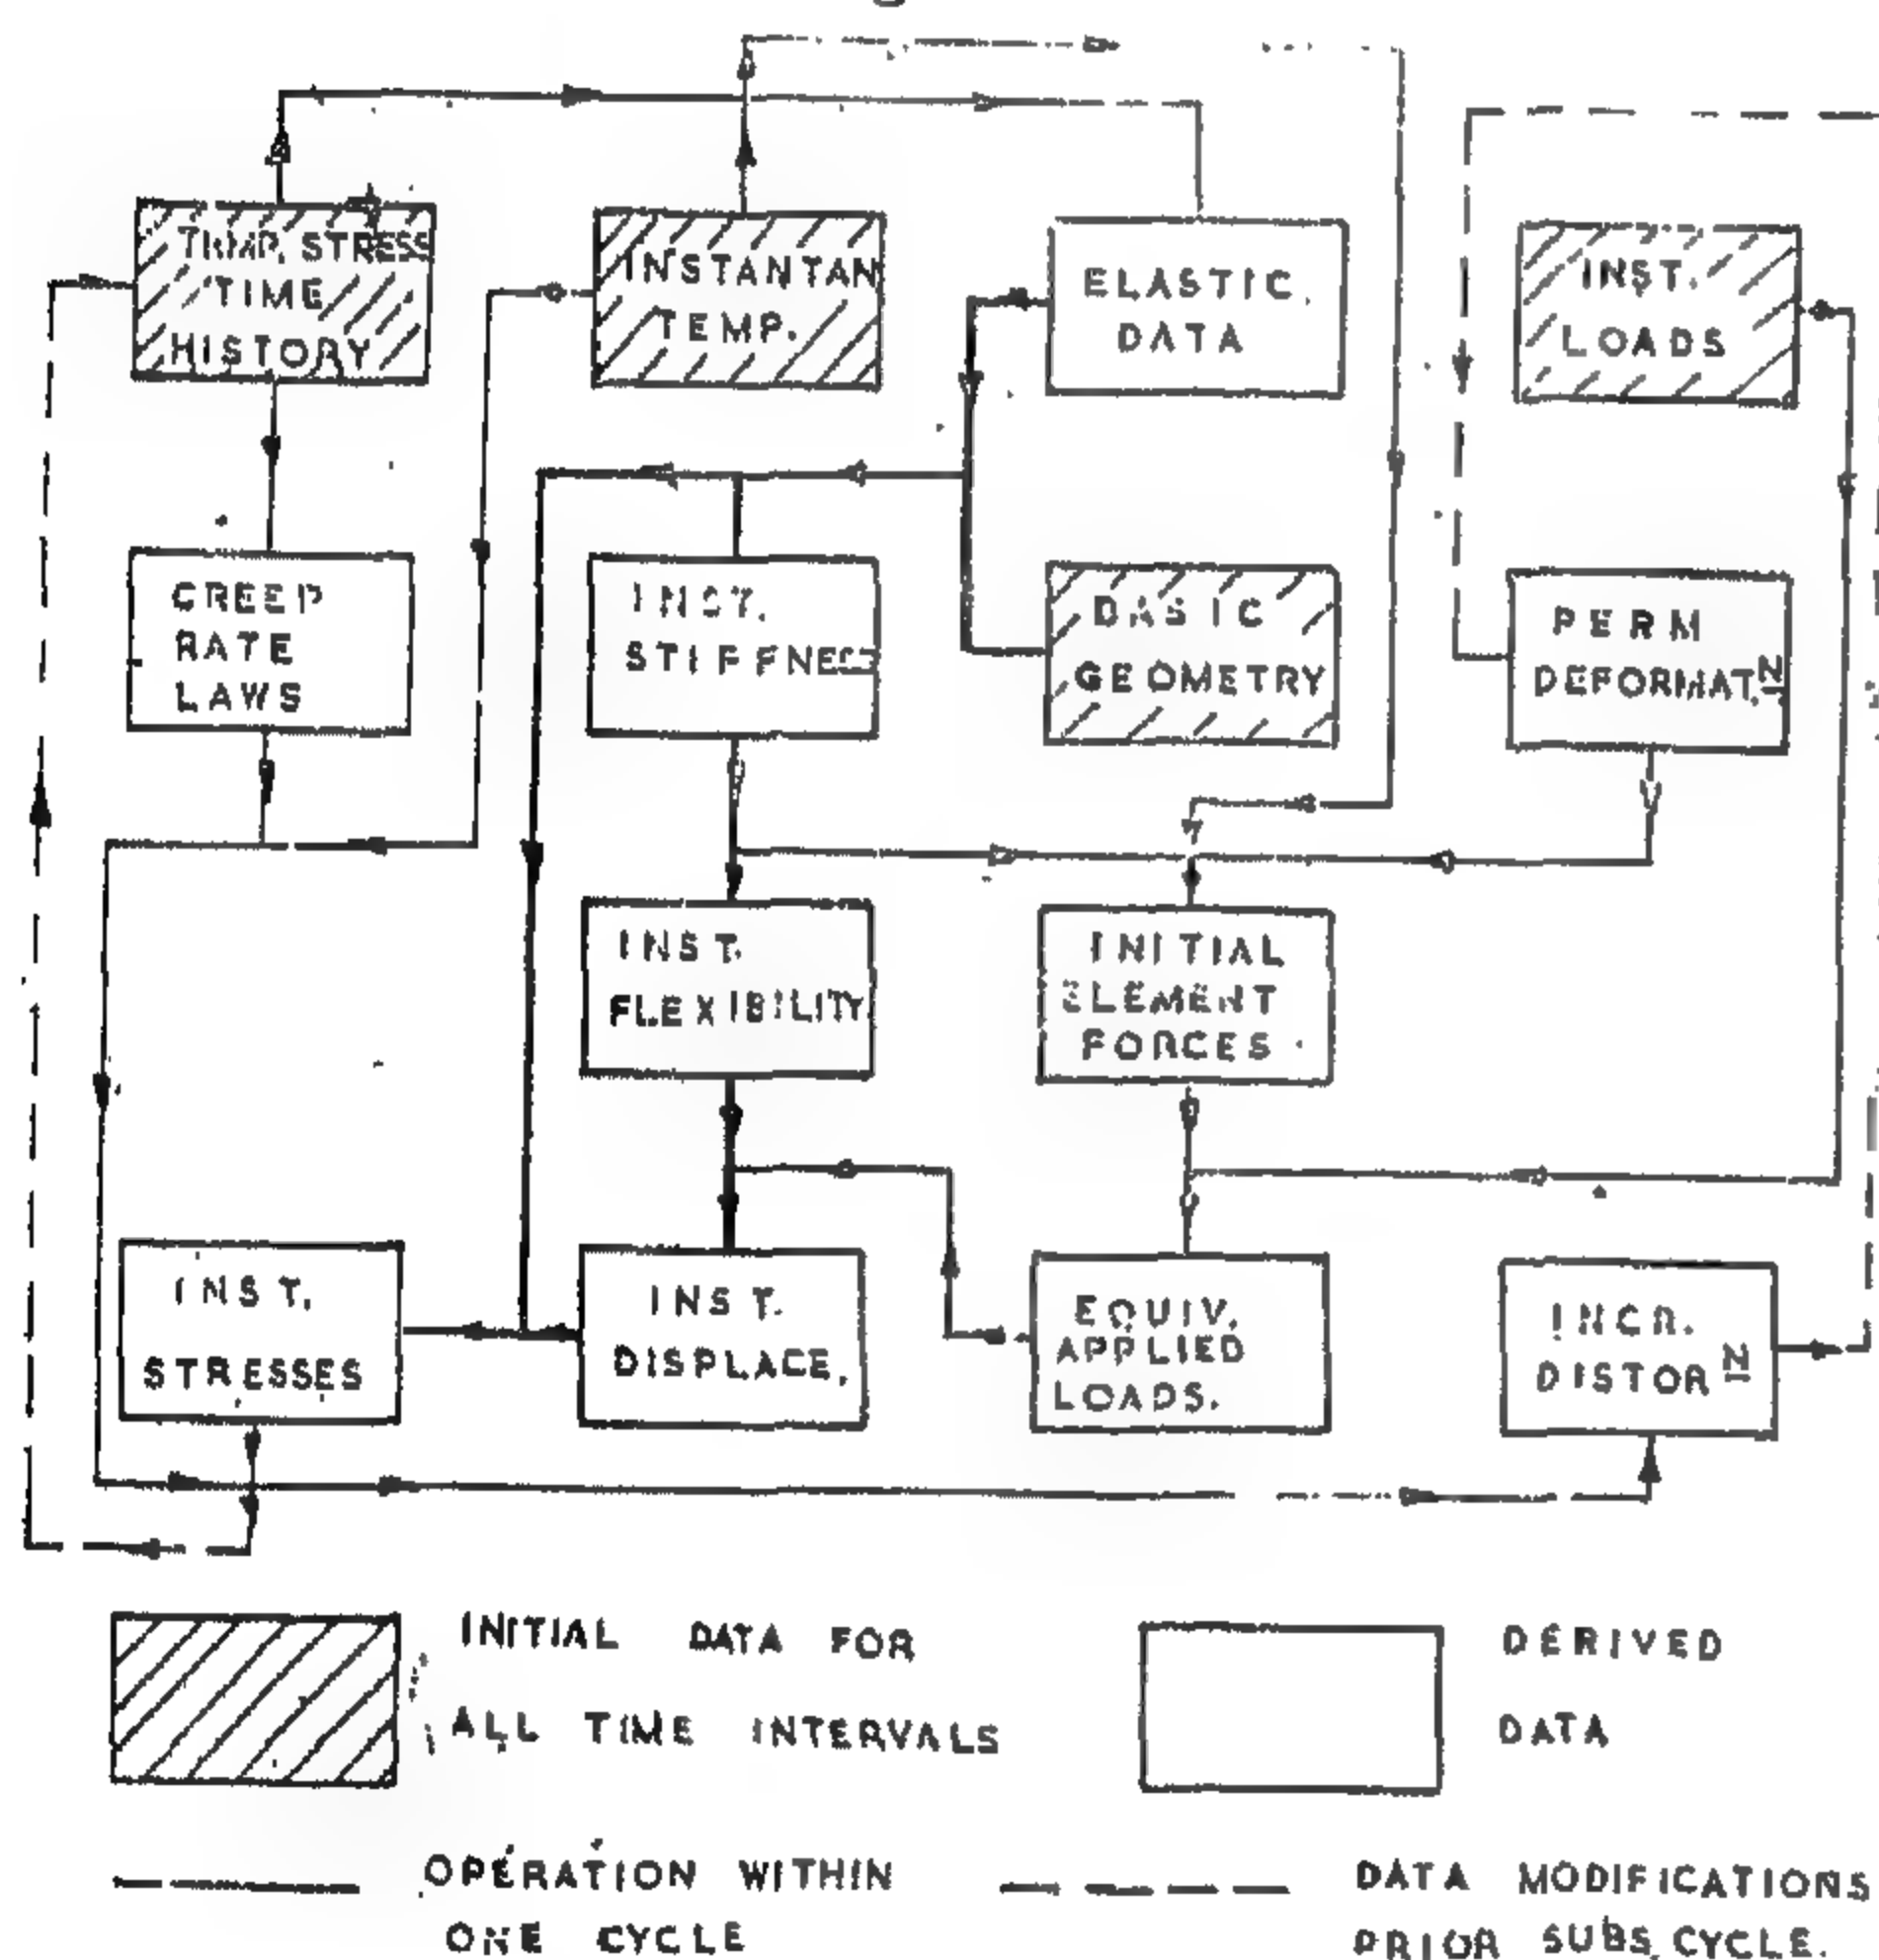 TEMP. STRESS
TIME
HISTORY
INSTANTAN
TEMP.
ELASTIC
DATA
INST.
LOADS
CREEP
RATE
LAWS
INST.
STIFFNESS
BASIC
GEOMETRY
PERM
DEFORMAT.N
INST.
FLEXIBILITY
INITIAL
ELEMENT
FORCES
INST.
STRESSES
INST.
DISPLACE.
EQUIV.
APPLIED
LOADS.
INCR.
DISTOR N
INITIAL DATA FOR
ALL TIME INTERVALS
DERIVED
DATA
OPERATION WITHIN
ONE CYCLE
DATA MODIFICATIONS
PRIOR SUBS. CYCLE.